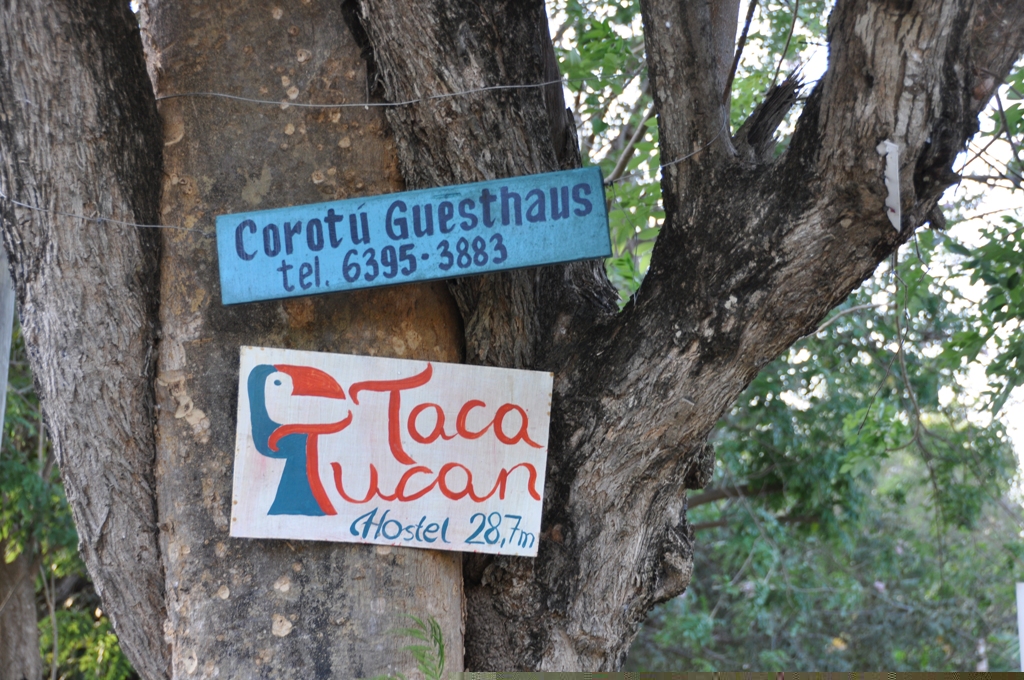 Corotú Guesthaus
tel. 6395-3883
Taca
Tucan
Hostel 28,7m